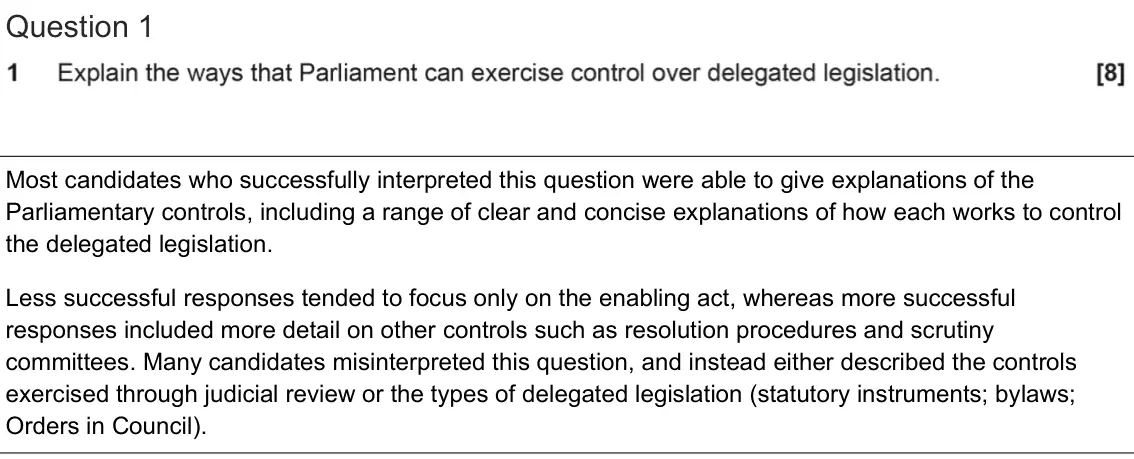 Question 1
1 Explain the ways that Parliament can exercise control over delegated legislation. [8]
Most candidates who successfully interpreted this question were able to give explanations of the
Parliamentary controls, including a range of clear and concise explanations of how each works to control
the delegated legislation.
Less successful responses tended to focus only on the enabling act, whereas more successful
responses included more detail on other controls such as resolution procedures and scrutiny
committees. Many candidates misinterpreted this question, and instead either described the controls
exercised through judicial review or the types of delegated legislation (statutory instruments; bylaws;
Orders in Council).